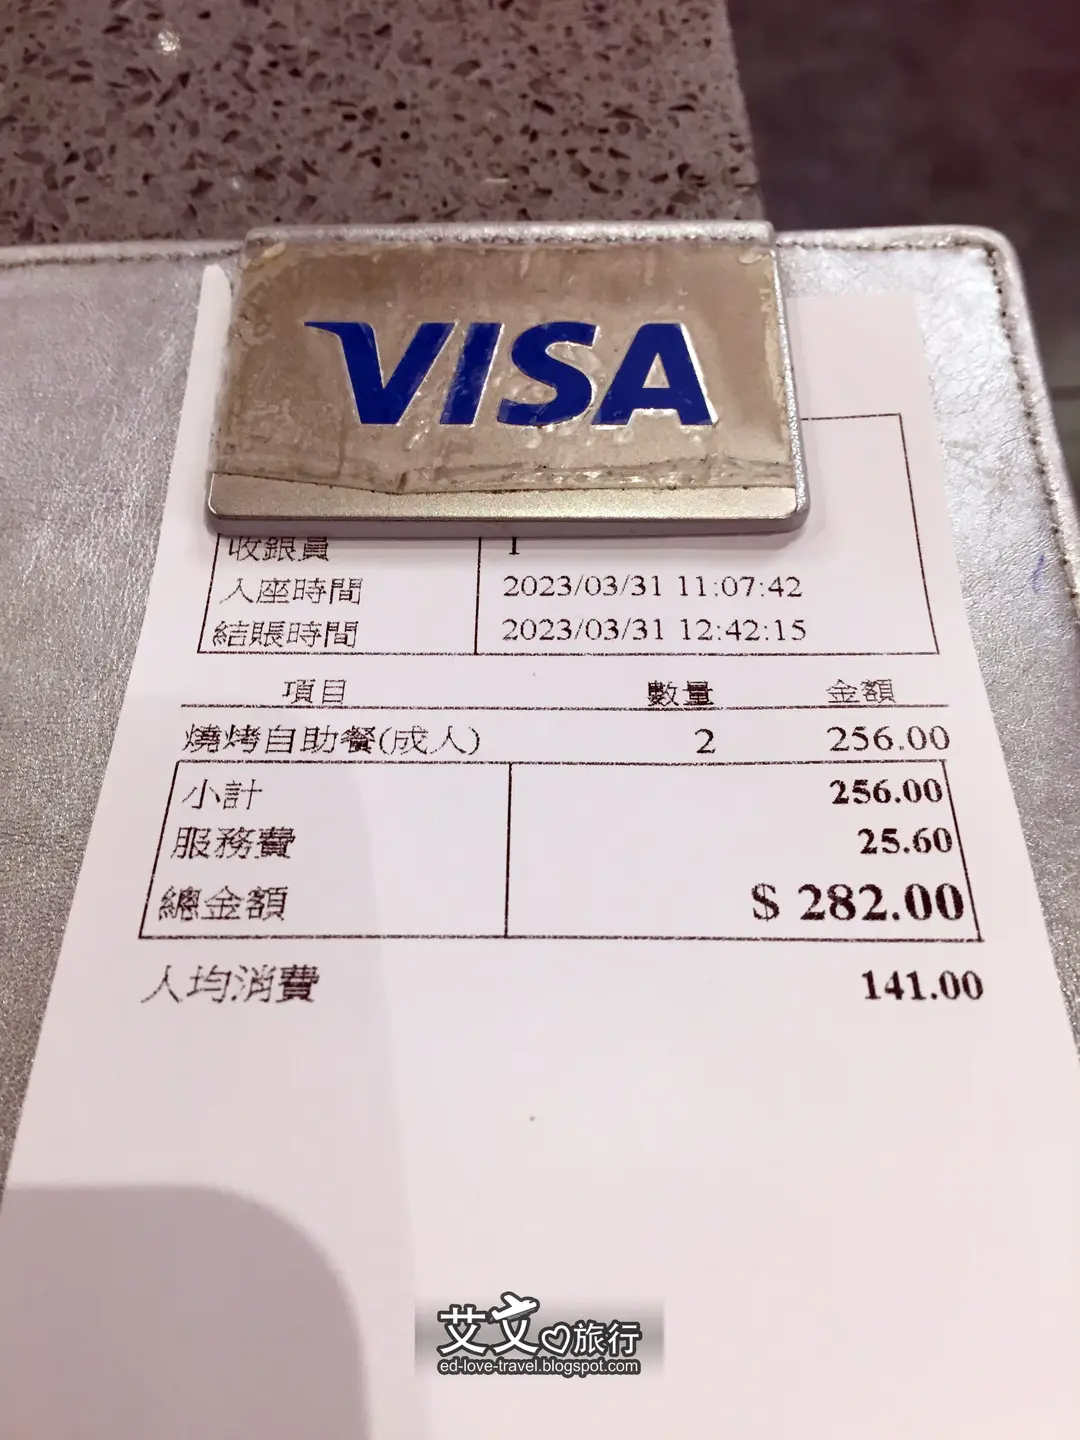 VISA
收銀員 1
入座時間 2023/03/31 11:07:42
結賬時間 2023/03/31 12:42:15
項目 數量 金額
燒烤自助餐(成人) 2 256.00
小計 256.00
服務費 25.60
總金額 $ 282.00
人均消費 141.00
艾文旅行
ed-love-travel.blogspot.com